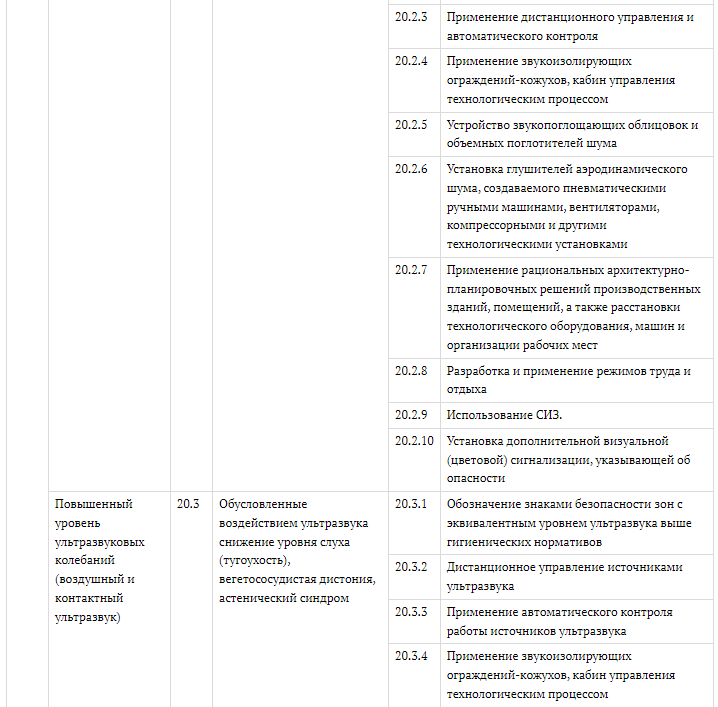 20.2.3 Применение дистанционного управления и
автоматического контроля
20.2.4 Применение звукоизолирующих
ограждений-кожухов, кабин управления
технологическим процессом
20.2.5 Устройство звукопоглощающих облицовок и
объемных поглотителей шума
20.2.6 Установка глушителей аэродинамического
шума, создаваемого пневматическими
ручными машинами, вентиляторами,
компрессорными и другими
технологическими установками
20.2.7 Применение рациональных архитектурно-
планировочных решений производственных
зданий, помещений, а также расстановки
технологического оборудования, машин и
организации рабочих мест
20.2.8 Разработка и применение режимов труда и
отдыха
20.2.9 Использование СИЗ.
20.2.10 Установка дополнительной визуальной
(цветовой) сигнализации, указывающей об
опасности
Повышенный
уровень
ультразвуковых
колебаний
(воздушный и
контактный
ультразвук)
20.3
Обусловленные
воздействием ультразвука
снижение уровня слуха
(тугоухость),
вегетососудистая дистония,
астенический синдром
20.3.1 Обозначение знаками безопасности зон с
эквивалентным уровнем ультразвука выше
гигиенических нормативов
20.3.2 Дистанционное управление источниками
ультразвука
20.3.3 Применение автоматического контроля
работы источников ультразвука
20.3.4 Применение звукоизолирующих
ограждений-кожухов, кабин управления
технологическим процессом